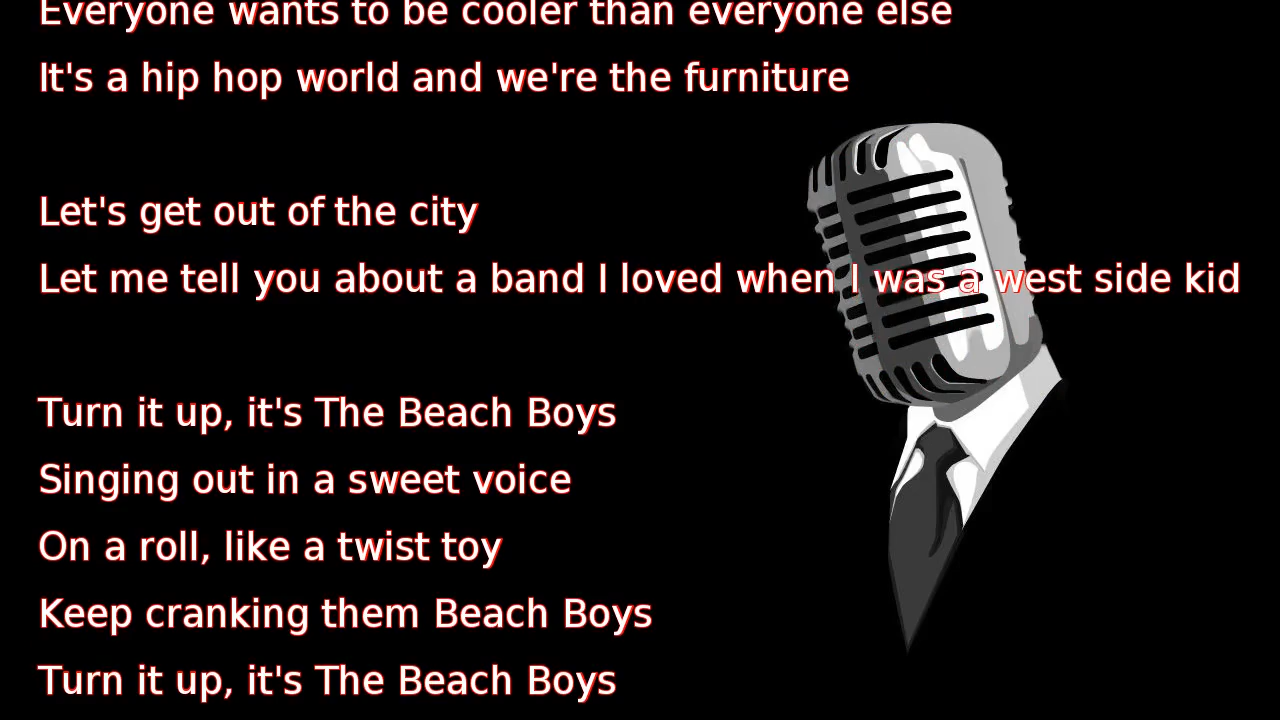 Everyone wants to be cooler than everyone else
It's a hip hop world and we're the furniture
Let's get out of the city
Let me tell you about a band I loved when I was a west side kid
Turn it up, it's The Beach Boys
Singing out in a sweet voice
On a roll, like a twist toy
Keep cranking them Beach Boys
Turn it up, it's The Beach Boys